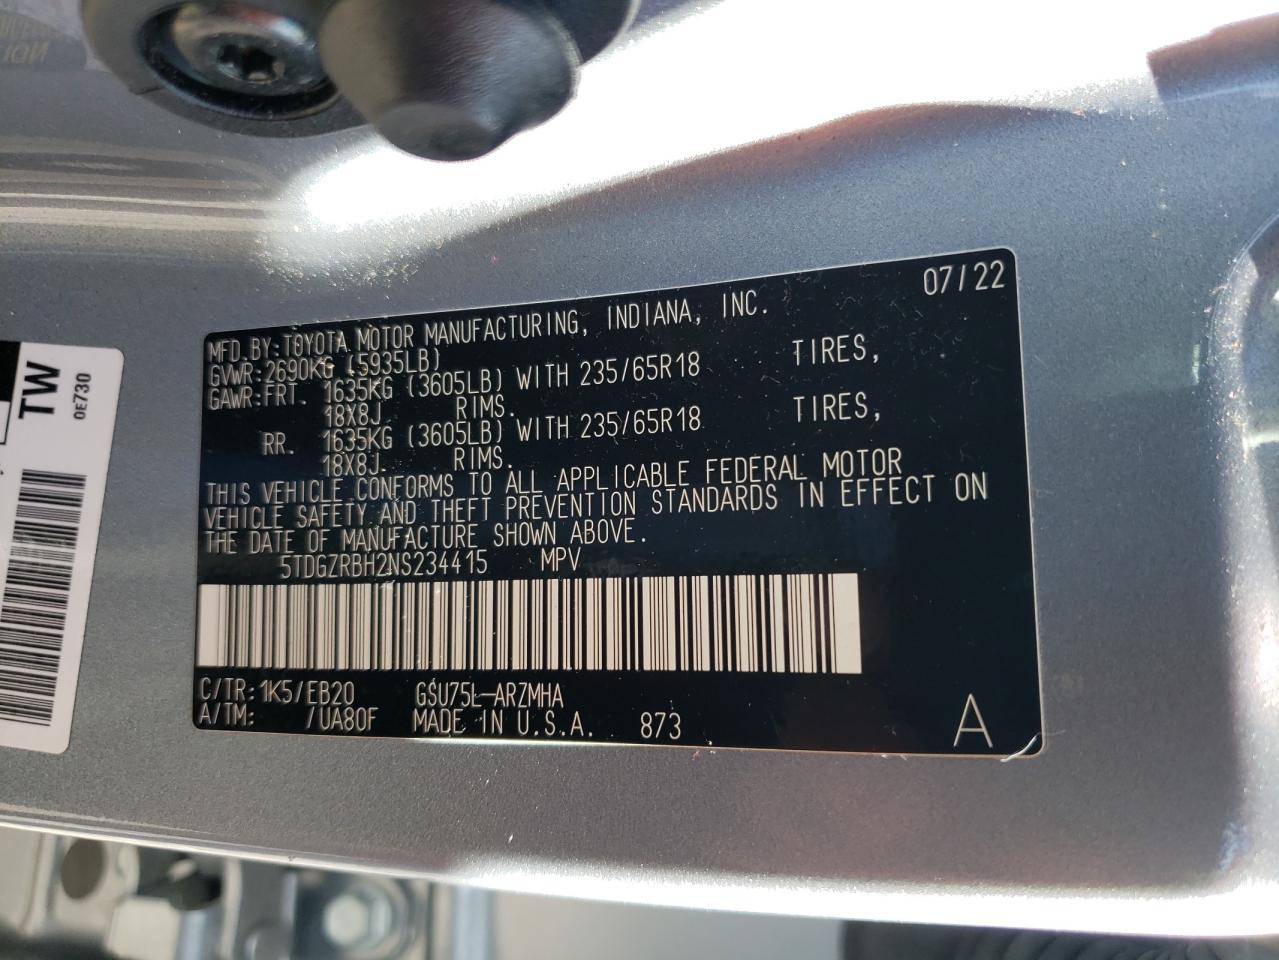 07/22
MFD.BY:TOYOTA MOTOR MANUFACTURING, INDIANA, INC.
GVWR:2690KG (5935LB)
GAWR:FRT. 1635KG (3605LB) WITH 235/65R18 TIRES,
18X8J RIMS.
RR. 1635KG (3605LB) WITH 235/65R18 TIRES,
18X8J. RIMS.
THIS VEHICLE CONFORMS TO ALL APPLICABLE FEDERAL MOTOR
VEHICLE SAFETY AND THEFT PREVENTION STANDARDS IN EFFECT ON
THE DATE OF MANUFACTURE SHOWN ABOVE.
5TDGZRBH2NS234415 MPV
C/TR:1K5/EB20 GSU75L-ARZMHA
A/TM: /UA80F MADE IN U.S.A. 873 A
TW
0E730